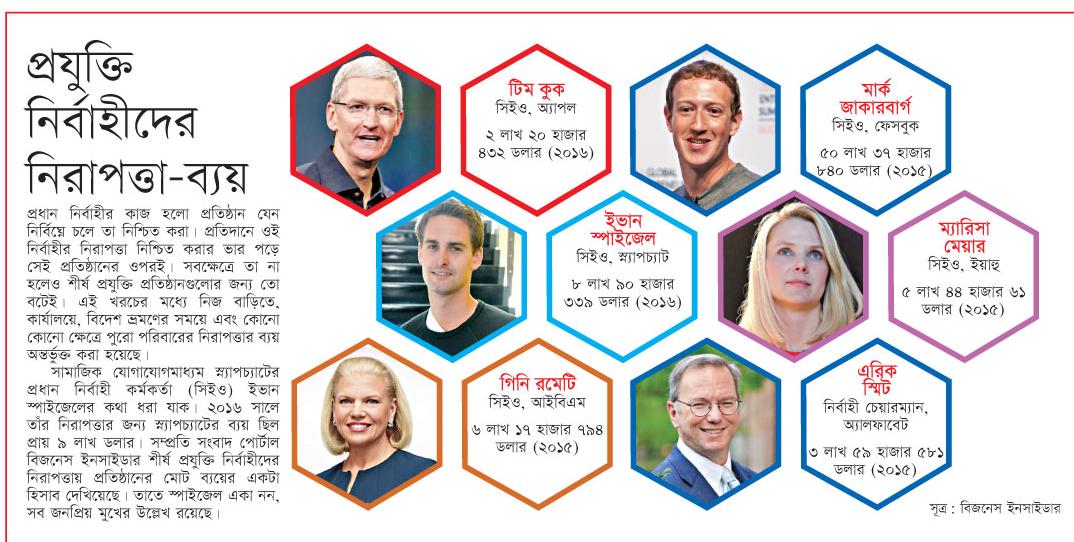 প্রযুক্তি
নির্বাহীদের
নিরাপত্তা-ব্যয়
প্রধান নির্বাহীর কাজ হলো প্রতিষ্ঠান যেন
নির্বিঘ্নে চলে তা নিশ্চিত করা। প্রতিদানে ওই
নির্বাহীর নিরাপত্তা নিশ্চিত করার ভার পড়ে
সেই প্রতিষ্ঠানের ওপরই। সবক্ষেত্রে তা না
হলেও শীর্ষ প্রযুক্তি প্রতিষ্ঠানগুলোর জন্য তো
বটেই। এই খরচের মধ্যে নিজ বাড়িতে,
কার্যালয়ে, বিদেশ ভ্রমণের সময়ে এবং কোনো
কোনো ক্ষেত্রে পুরো পরিবারের নিরাপত্তার ব্যয়
অন্তর্ভুক্ত করা হয়েছে।
সামাজিক যোগাযোগমাধ্যম স্ন্যাপচ্যাটের
প্রধান নির্বাহী কর্মকর্তা (সিইও) ইভান
স্পাইজেলের কথা ধরা যাক। ২০১৬ সালে
তাঁর নিরাপত্তার জন্য স্ন্যাপচ্যাটের ব্যয় ছিল
প্রায় ৯ লাখ ডলার। সম্প্রতি সংবাদ পোর্টাল
বিজনেস ইনসাইডার শীর্ষ প্রযুক্তি নির্বাহীদের
নিরাপত্তায় প্রতিষ্ঠানের মোট ব্যয়ের একটা
হিসাব দেখিয়েছে। তাতে স্পাইজেল একা নন,
সব জনপ্রিয় মুখের উল্লেখ রয়েছে।
টিম কুক
সিইও, অ্যাপল
২ লাখ ২০ হাজার
৪৩২ ডলার (২০১৬)
মার্ক
জাকারবার্গ
সিইও, ফেসবুক
৫০ লাখ ৩৭ হাজার
৮৪০ ডলার (২০১৫)
ইভান
স্পাইজেল
সিইও, স্ন্যাপচ্যাট
৮ লাখ ৯০ হাজার
৩৩৯ ডলার (২০১৬)
ম্যারিসা
মেয়ার
সিইও, ইয়াহু
৫ লাখ ৪৪ হাজার ৬১
ডলার (২০১৫)
গিনি রমেটি
সিইও, আইবিএম
৬ লাখ ১৭ হাজার ৭৯৪
ডলার (২০১৫)
এরিক
স্মিট
নির্বাহী চেয়ারম্যান,
অ্যালফাবেট
৩ লাখ ৫৯ হাজার ৫৮১
ডলার (২০১৫)
সূত্র : বিজনেস ইনসাইডার